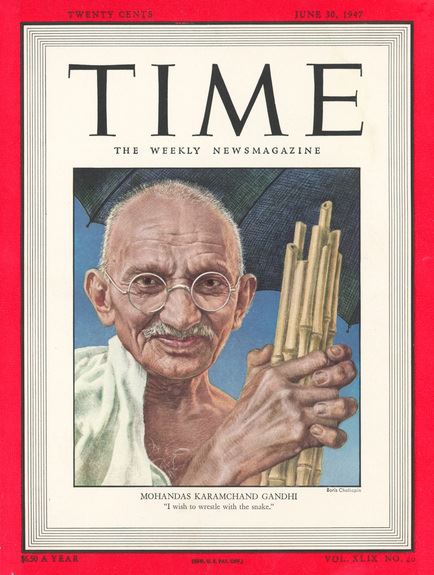 TWENTY CENTS JUNE 30, 1947
TIME
THE WEEKLY NEWSMAGAZINE
Boris Chaliapin
MOHANDAS KARAMCHAND GANDHI
"I wish to wrestle with the snake."
$6.50 A YEAR (REG. U.S. PAT. OFF.) VOL. XLIX NO. 26